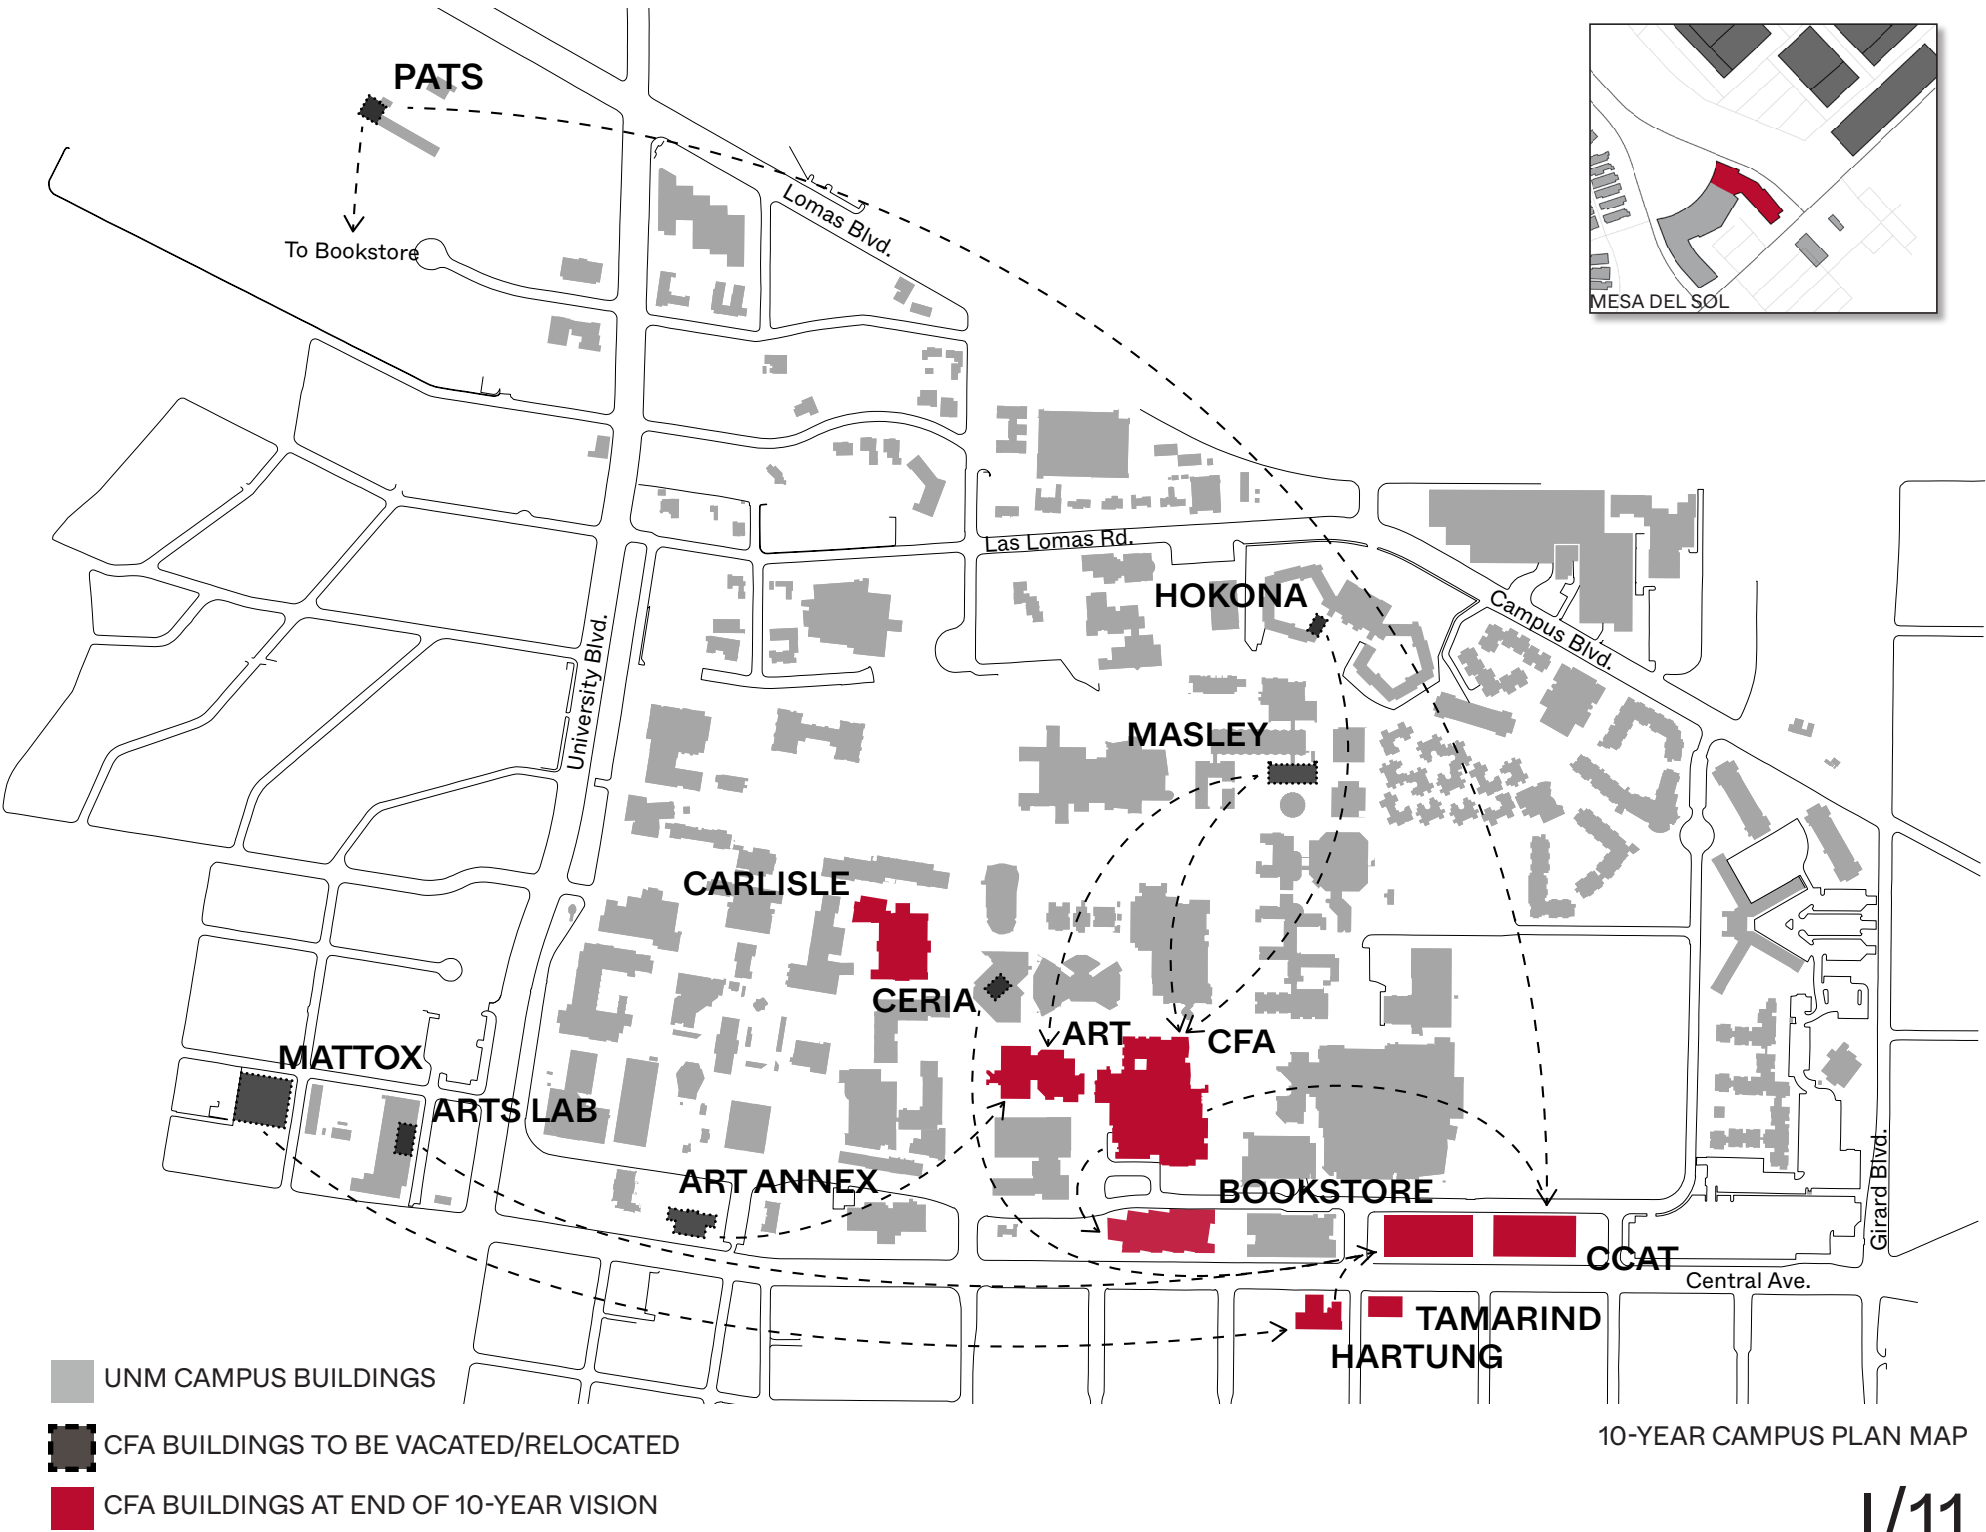 PATS
To Bookstore
Lomas Blvd.
MESA DEL SOL
Las Lomas Rd.
HOKONA
Campus Blvd.
University Blvd.
MASLEY
CARLISLE
CERIA
ART
CFA
MATTOX
ARTS LAB
ART ANNEX
BOOKSTORE
Girard Blvd.
CCAT
Central Ave.
TAMARIND
HARTUNG
UNM CAMPUS BUILDINGS
CFA BUILDINGS TO BE VACATED/RELOCATED
CFA BUILDINGS AT END OF 10-YEAR VISION
10-YEAR CAMPUS PLAN MAP
I/11